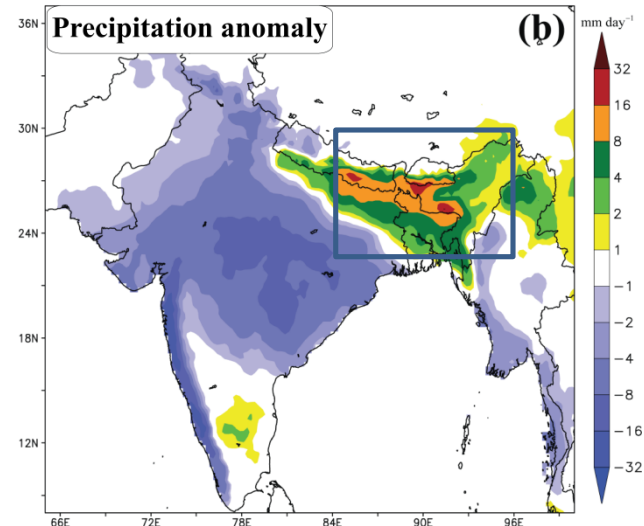 Precipitation anomaly
(b)
mm day⁻¹
36N
30N
24N
18N
12N
66E 72E 78E 84E 90E 96E
32
16
8
4
2
1
−1
−2
−4
−8
−16
−32